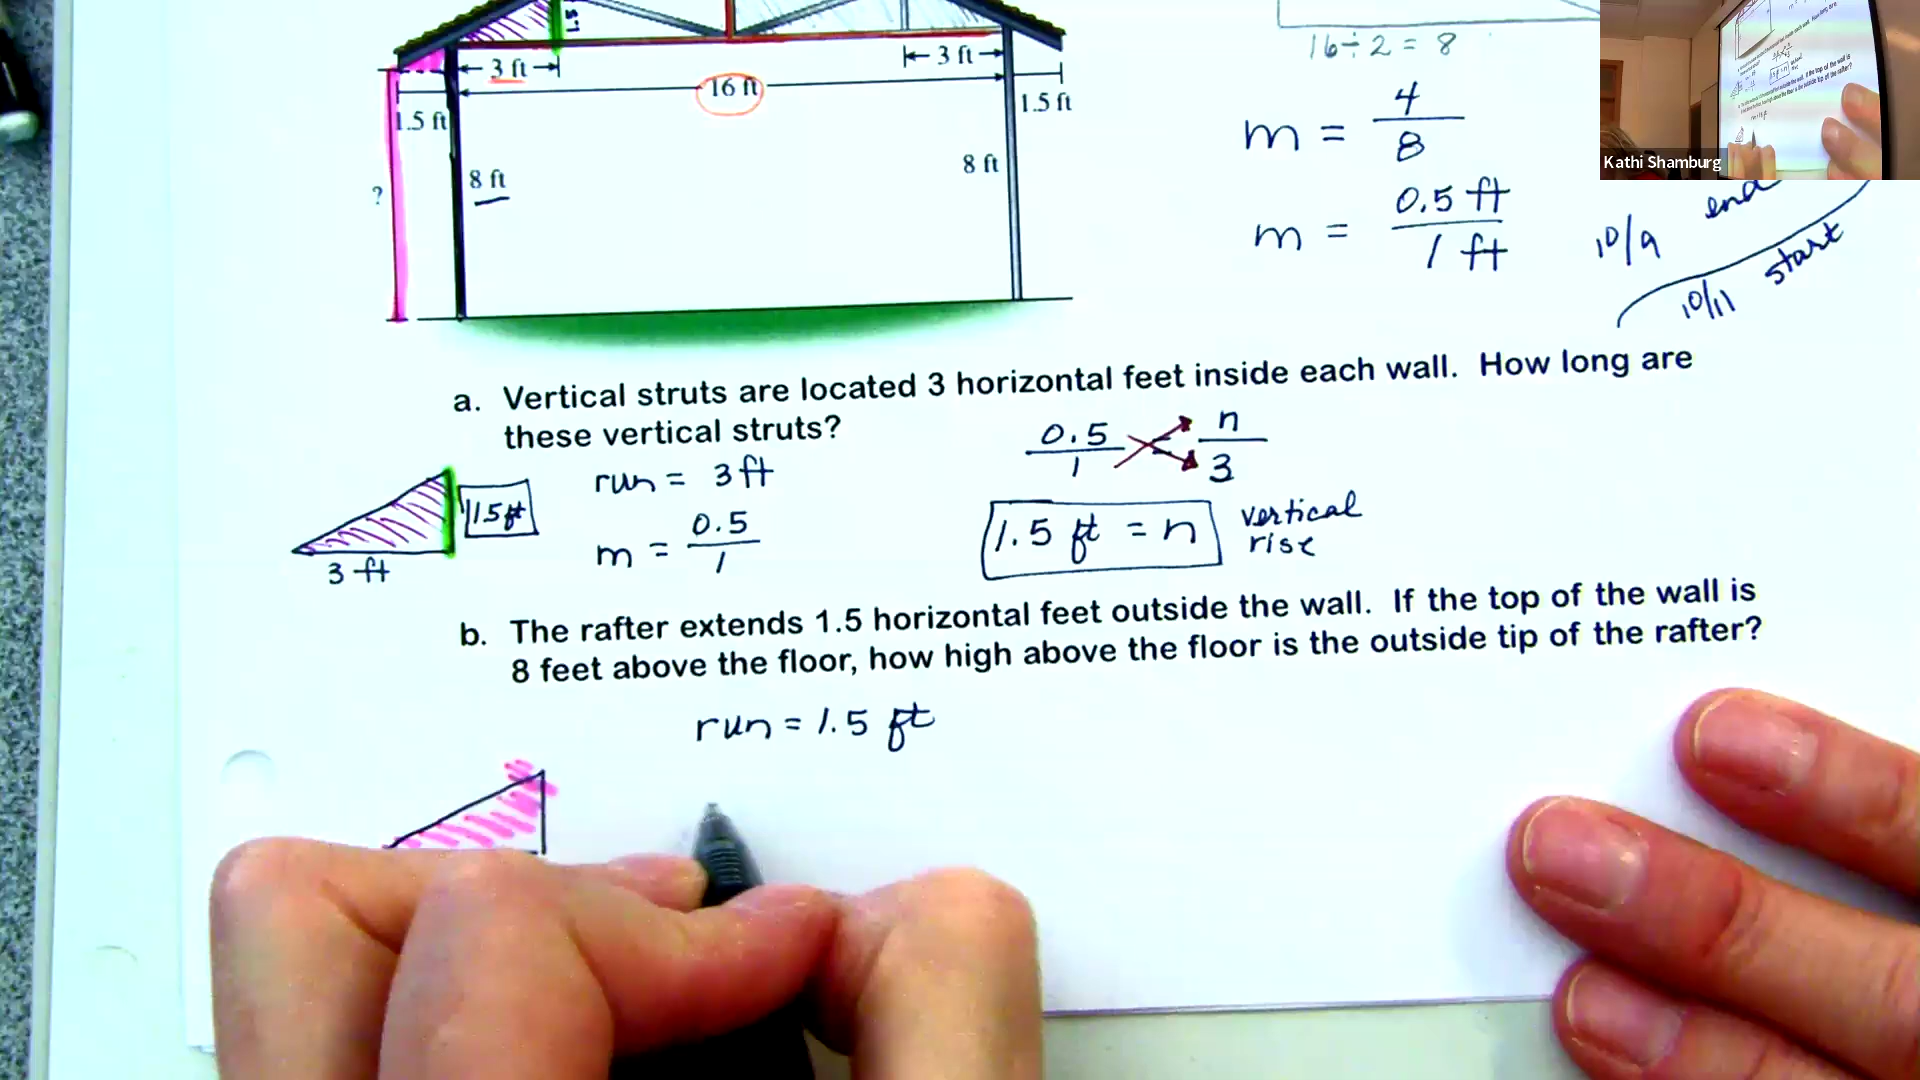 1.5
3 ft
3 ft
16 ft
1.5 ft
1.5 ft
8 ft
8 ft
?
16 ÷ 2 = 8
m = 4/8
m = 0.5 ft / 1 ft
10/9 end
10/11 start
Kathi Shamburg
a. Vertical struts are located 3 horizontal feet inside each wall. How long are
these vertical struts?
run = 3 ft
m = 0.5/1
1.5 ft
3 ft
0.5/1 = n/3
1.5 ft = n
vertical
rise
b. The rafter extends 1.5 horizontal feet outside the wall. If the top of the wall is
8 feet above the floor, how high above the floor is the outside tip of the rafter?
run = 1.5 ft